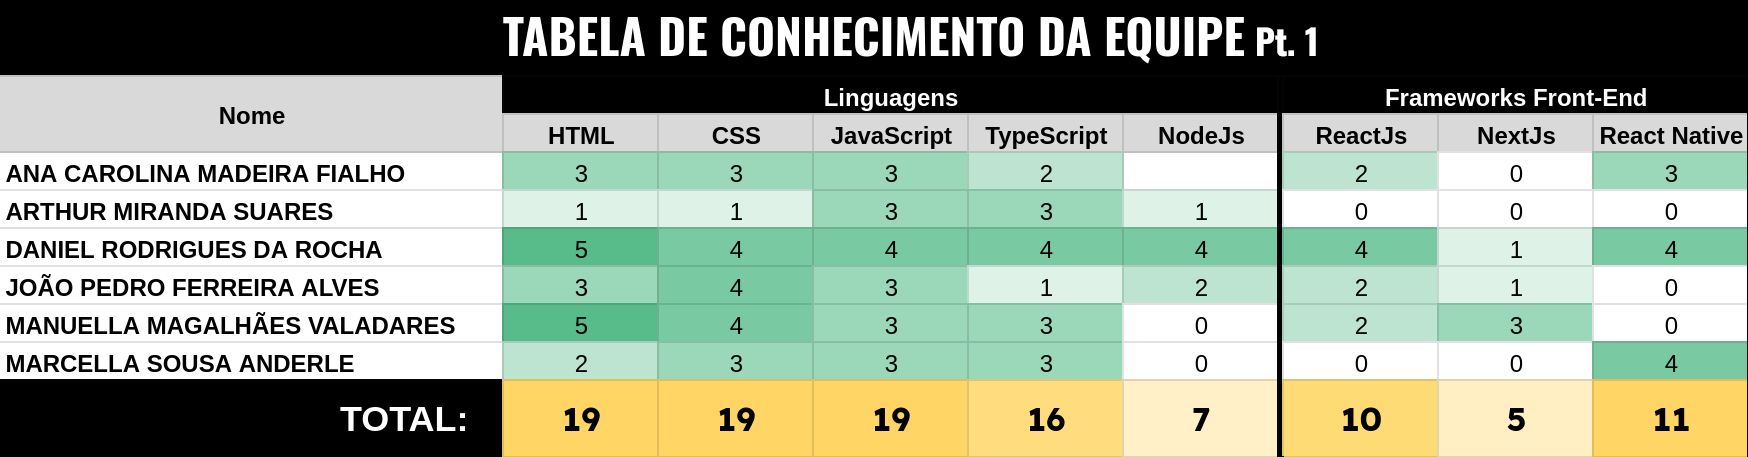 TABELA DE CONHECIMENTO DA EQUIPE Pt. 1
Nome Linguagens Frameworks Front-End
HTML CSS JavaScript TypeScript NodeJs ReactJs NextJs React Native
ANA CAROLINA MADEIRA FIALHO 3 3 3 2 2 0 3
ARTHUR MIRANDA SUARES 1 1 3 3 1 0 0 0
DANIEL RODRIGUES DA ROCHA 5 4 4 4 4 4 1 4
JOÃO PEDRO FERREIRA ALVES 3 4 3 1 2 2 1 0
MANUELLA MAGALHÃES VALADARES 5 4 3 3 0 2 3 0
MARCELLA SOUSA ANDERLE 2 3 3 3 0 0 0 4
TOTAL: 19 19 19 16 7 10 5 11